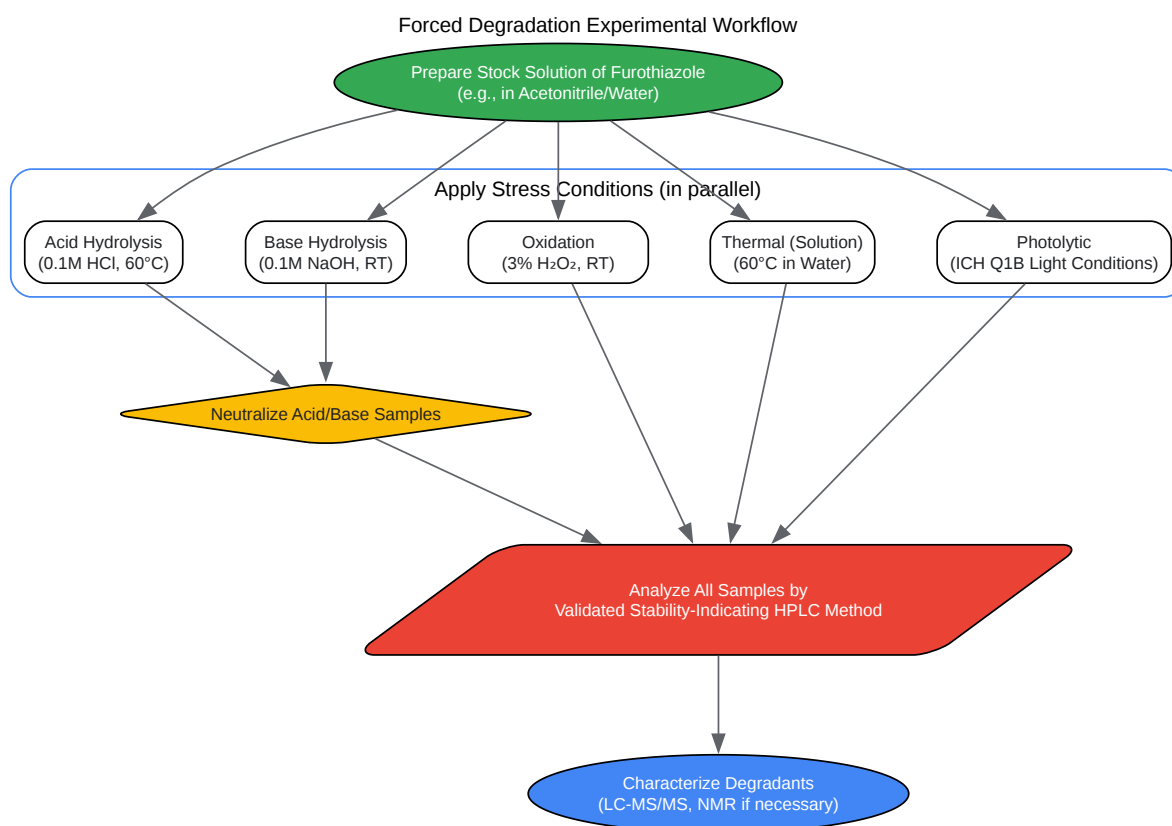 Forced Degradation Experimental Workflow
Prepare Stock Solution of Furothiazole
(e.g., in Acetonitrile/Water)
Apply Stress Conditions (in parallel)
Acid Hydrolysis
(0.1M HCl, 60°C)
Base Hydrolysis
(0.1M NaOH, RT)
Oxidation
(3% H₂O₂, RT)
Thermal (Solution)
(60°C in Water)
Photolytic
(ICH Q1B Light Conditions)
Neutralize Acid/Base Samples
Analyze All Samples by
Validated Stability-Indicating HPLC Method
Characterize Degradants
(LC-MS/MS, NMR if necessary)